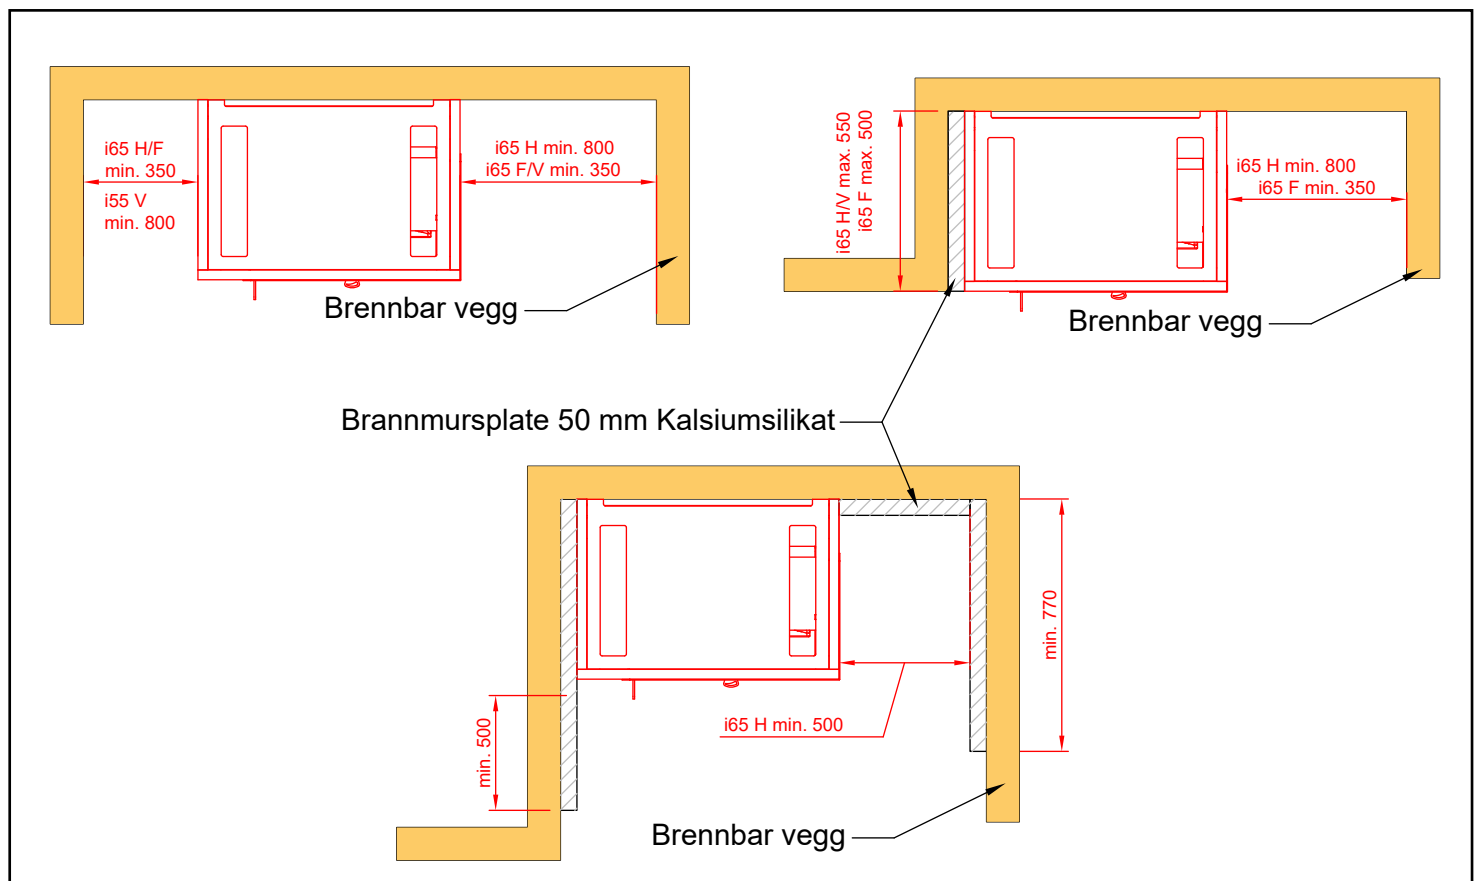 i65 H/F
min. 350
i55 V
min. 800
i65 H min. 800
i65 F/V min. 350
Brennbar vegg
i65 H/V max. 550
i65 F max. 500
i65 H min. 800
i65 F min. 350
Brennbar vegg
Brannmursplate 50 mm Kalsiumsilikat
min. 770
i65 H min. 500
min. 500
Brennbar vegg